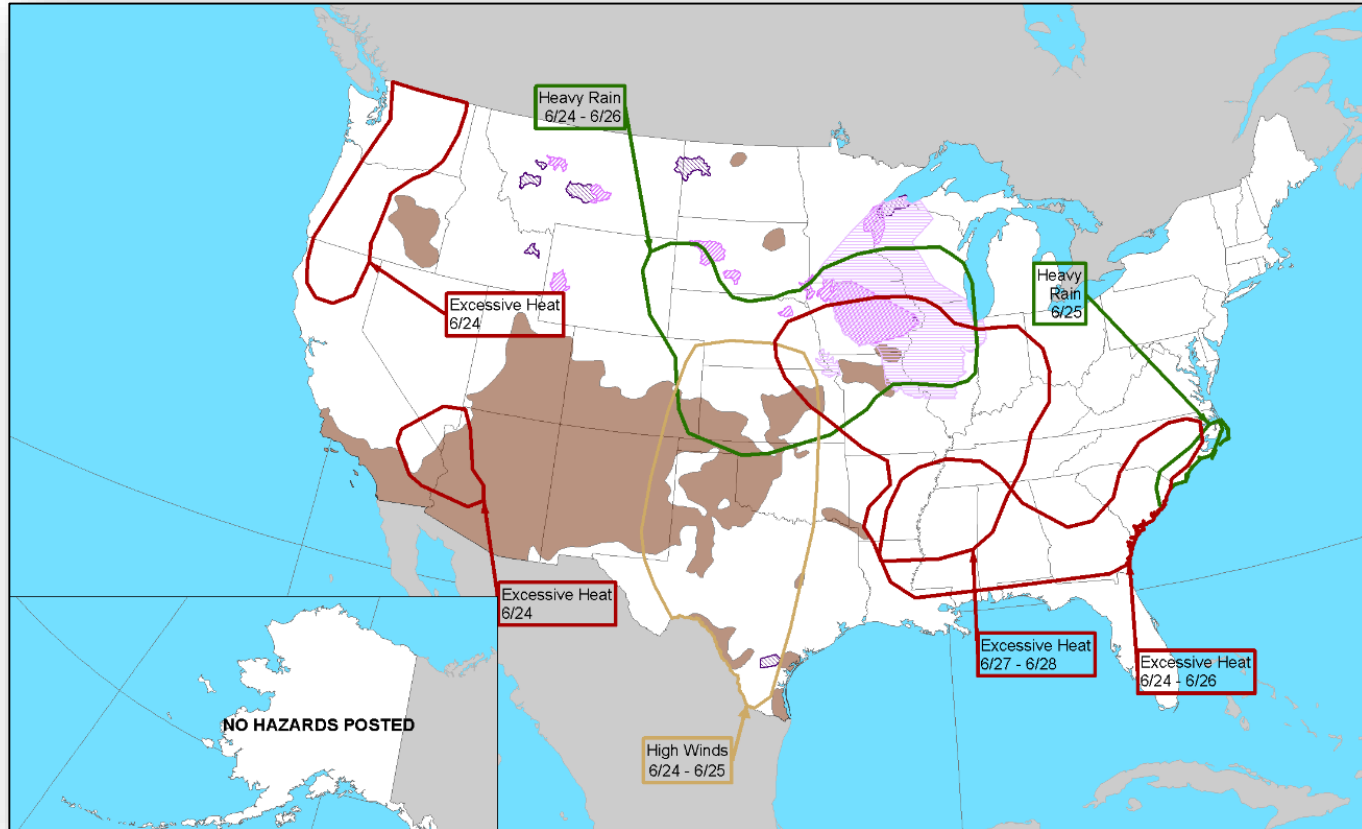 Heavy Rain
6/24 - 6/26
Heavy
Rain
6/25
Excessive Heat
6/24
Excessive Heat
6/24
Excessive Heat
6/27 - 6/28
Excessive Heat
6/24 - 6/26
NO HAZARDS POSTED
High Winds
6/24 - 6/25